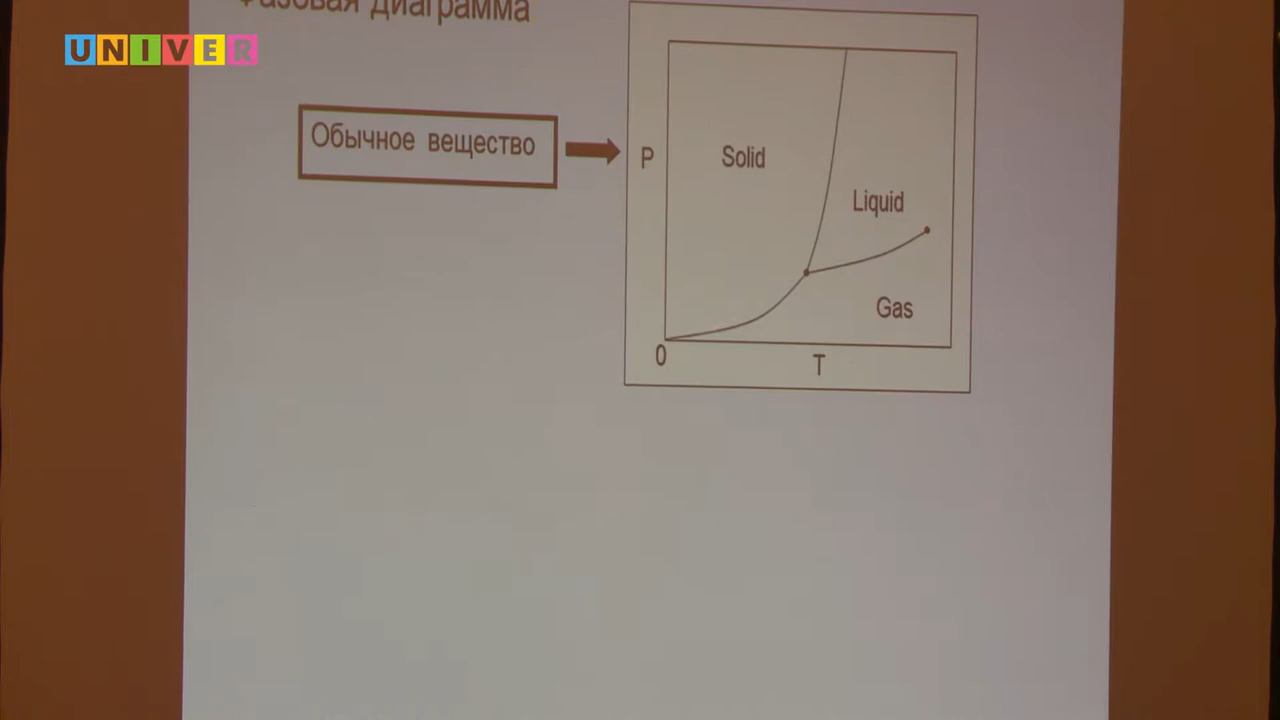 Фазовая диаграмма
UNIVER
Обычное вещество
P
Solid
Liquid
Gas
0
T